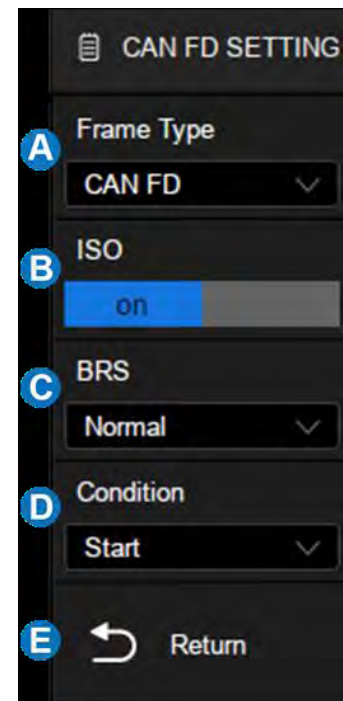 CAN FD SETTING
A
Frame Type
CAN FD
B
ISO
on
C
BRS
Normal
D
Condition
Start
E
Return